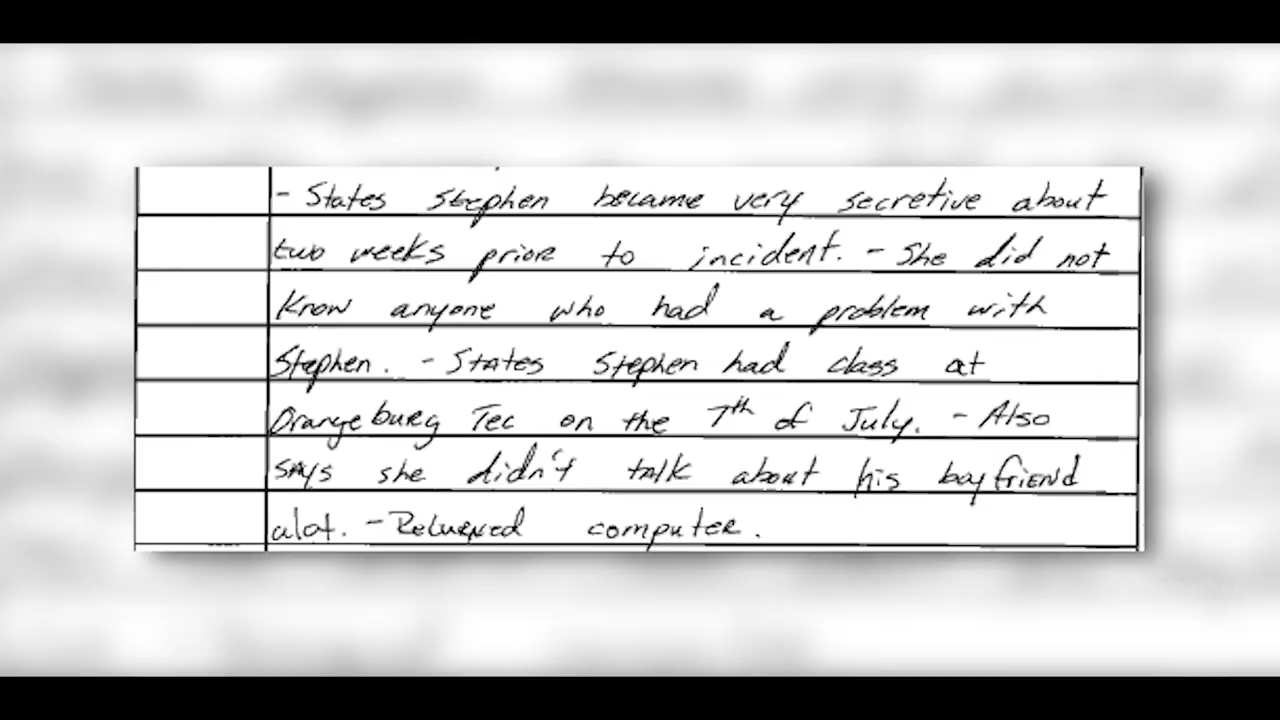 - States Stephen became very secretive about
two weeks prior to incident. - She did not
know anyone who had a problem with
Stephen. - States Stephen had class at
Orangeburg Tec on the 7th of July. - Also
says she didn't talk about his boyfriend
alot. - Returned computer.